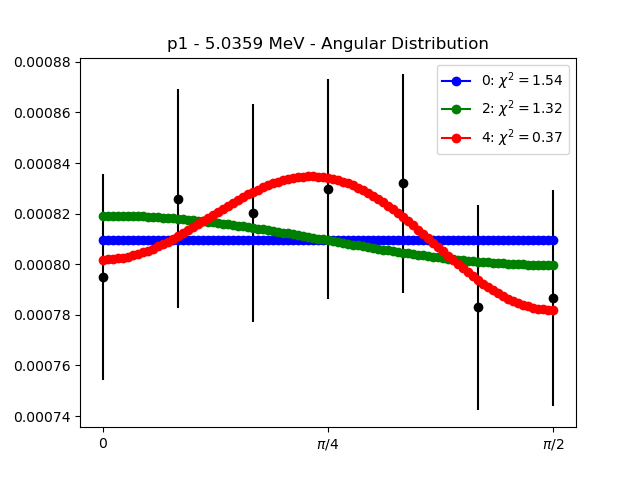 p1 - 5.0359 MeV - Angular Distribution
0.00088
0.00086
0.00084
0.00082
0.00080
0.00078
0.00076
0.00074
0: χ² = 1.54
2: χ² = 1.32
4: χ² = 0.37
0
π/4
π/2